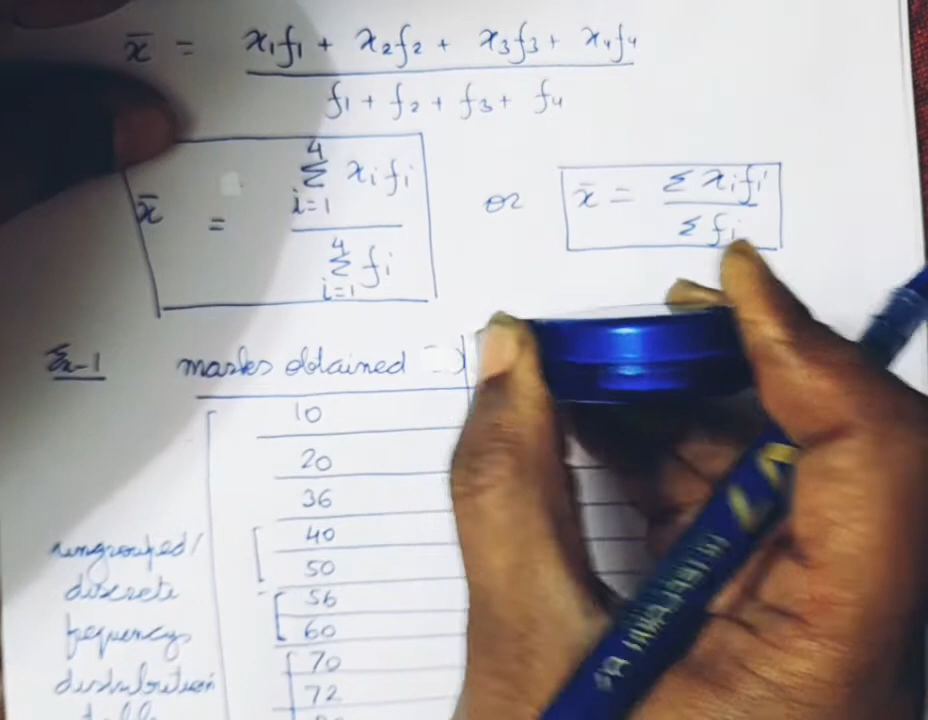 x̄ = x₁f₁ + x₂f₂ + x₃f₃ + x₄f₄
f₁ + f₂ + f₃ + f₄
x̄ = 4 Σ i=1 xᵢfᵢ / 4 Σ i=1 fᵢ or x̄ = Σxᵢfᵢ / Σfᵢ
Ex-1 marks obtained
10
20
36
40
50
56
60
70
72
ungrouped/
discrete
frequency
distribution